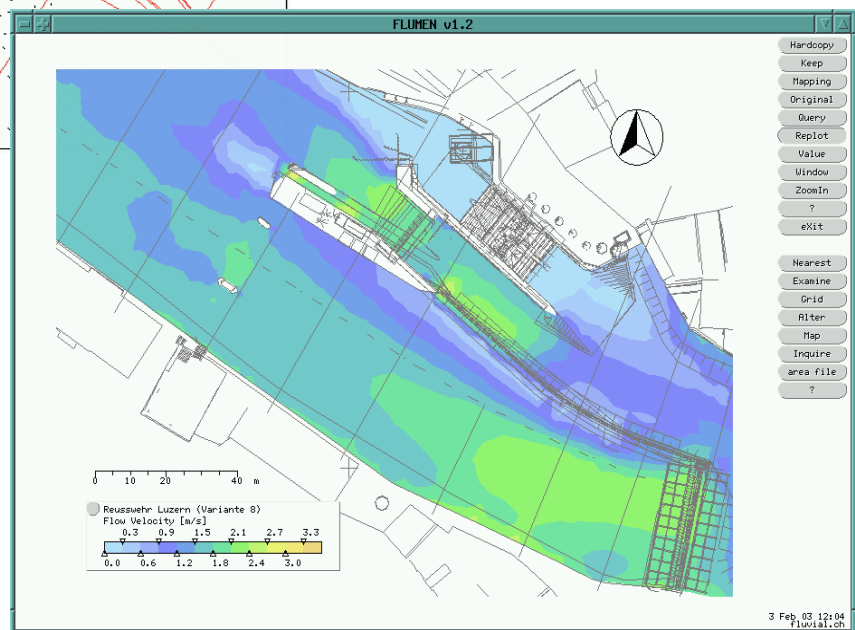 FLUMEN v1.2
Hardcopy
Keep
Mapping
Original
Query
Replot
Value
Window
ZoomIn
?
eXit
Nearest
Examine
Grid
Alter
Map
Inquire
area file
?
0 10 20 40 m
Reusswehr Luzern (Variante 8)
Flow Velocity [m/s]
0.3 0.9 1.5 2.1 2.7 3.3
0.0 0.6 1.2 1.8 2.4 3.0
3 Feb 03 12:04
fluvial.ch